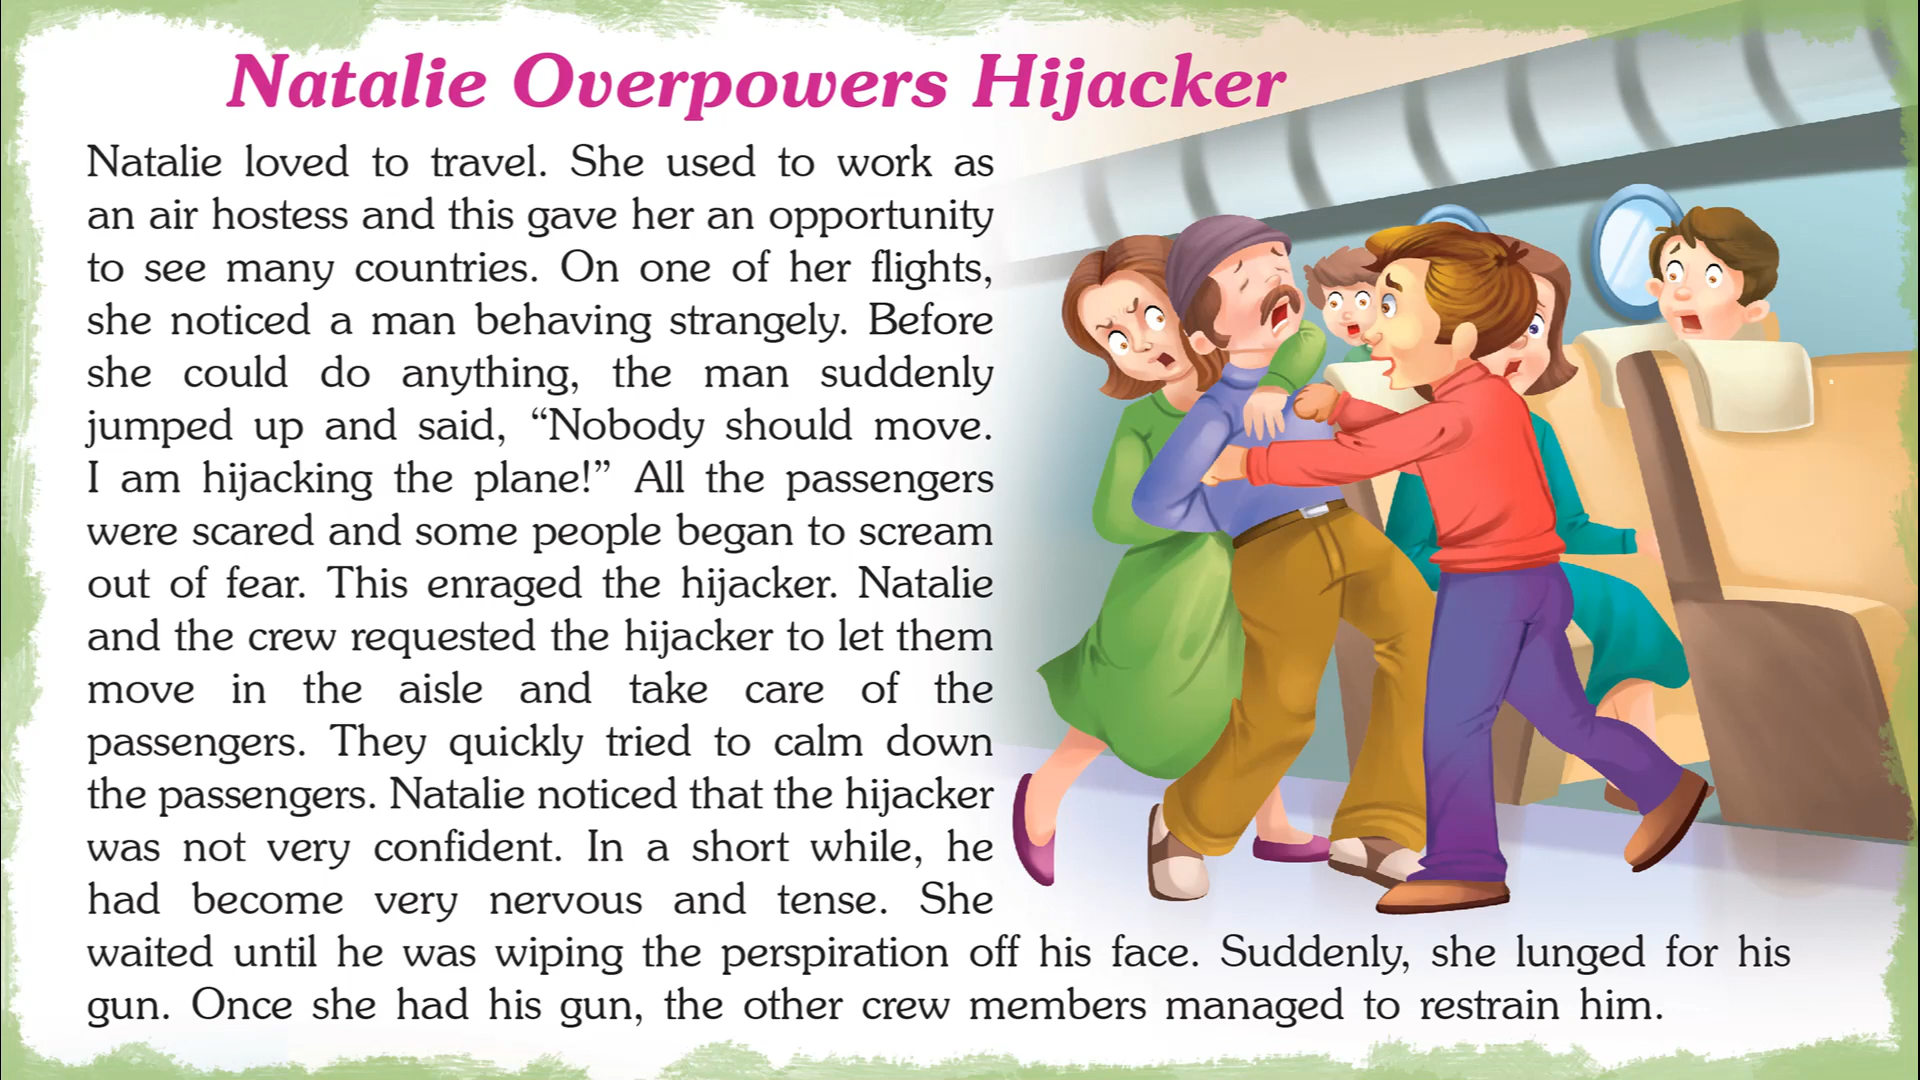 Natalie Overpowers Hijacker
Natalie loved to travel. She used to work as
an air hostess and this gave her an opportunity
to see many countries. On one of her flights,
she noticed a man behaving strangely. Before
she could do anything, the man suddenly
jumped up and said, “Nobody should move.
I am hijacking the plane!” All the passengers
were scared and some people began to scream
out of fear. This enraged the hijacker. Natalie
and the crew requested the hijacker to let them
move in the aisle and take care of the
passengers. They quickly tried to calm down
the passengers. Natalie noticed that the hijacker
was not very confident. In a short while, he
had become very nervous and tense. She
waited until he was wiping the perspiration off his face. Suddenly, she lunged for his
gun. Once she had his gun, the other crew members managed to restrain him.